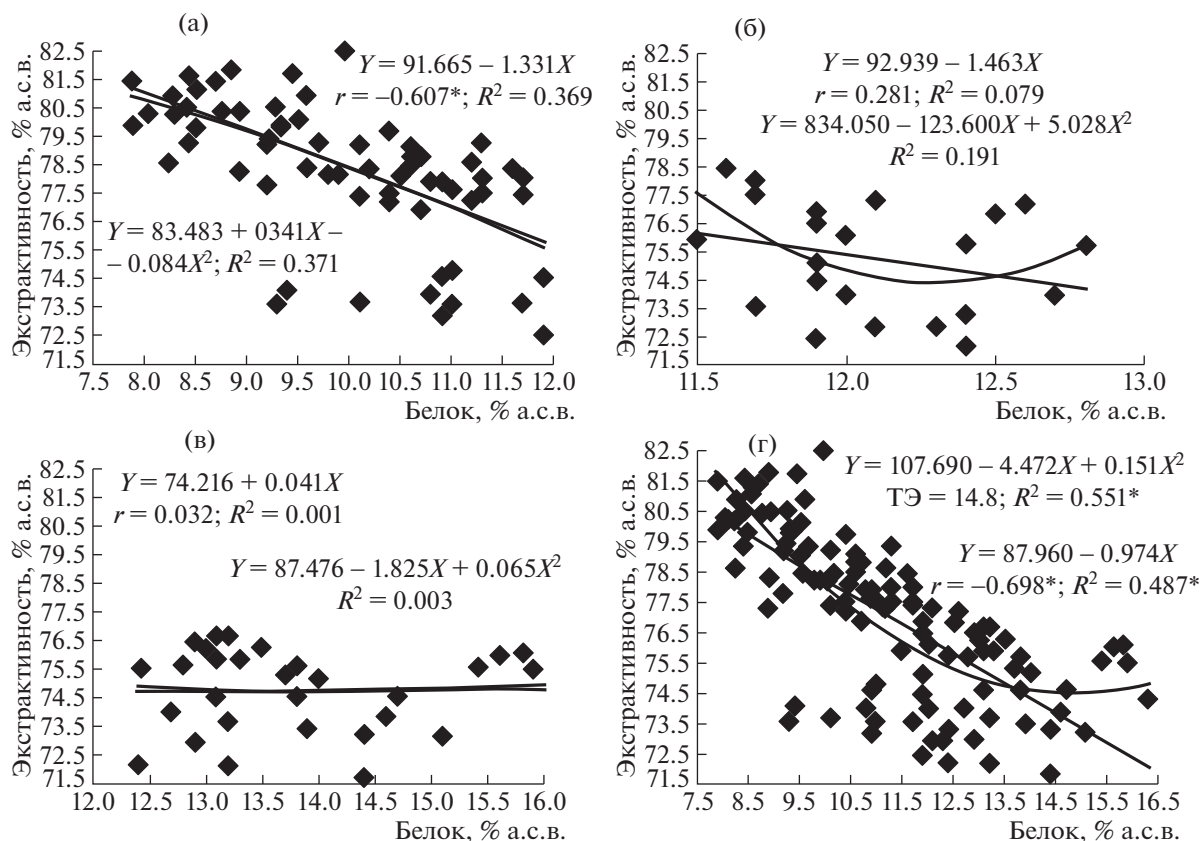 (а)
Экстрактивность, % а.с.в.
82.5
81.5
80.5
79.5
78.5
77.5
76.5
75.5
74.5
73.5
72.5
71.5
Y = 91.665 – 1.331X
r = –0.607*; R² = 0.369
Y = 83.483 + 0341X –
– 0.084X²; R² = 0.371
7.5 8.0 8.5 9.0 9.5 10.0 10.5 11.0 11.5 12.0
Белок, % а.с.в.
(б)
Экстрактивность, % а.с.в.
82.5
81.5
80.5
79.5
78.5
77.5
76.5
75.5
74.5
73.5
72.5
71.5
Y = 92.939 – 1.463X
r = 0.281; R² = 0.079
Y = 834.050 – 123.600X + 5.028X²
R² = 0.191
11.5 12.0 12.5 13.0
Белок, % а.с.в.
(в)
Экстрактивность, % а.с.в.
82.5
81.5
80.5
79.5
78.5
77.5
76.5
75.5
74.5
73.5
72.5
71.5
Y = 74.216 + 0.041X
r = 0.032; R² = 0.001
Y = 87.476 – 1.825X + 0.065X²
R² = 0.003
12.0 12.5 13.0 13.5 14.0 14.5 15.0 15.5 16.0
Белок, % а.с.в.
(г)
Экстрактивность, % а.с.в.
82.5
81.5
80.5
79.5
78.5
77.5
76.5
75.5
74.5
73.5
72.5
71.5
Y = 107.690 – 4.472X + 0.151X²
ТЭ = 14.8; R² = 0.551*
Y = 87.960 – 0.974X
r = –0.698*; R² = 0.487*
7.5 8.5 9.5 10.5 11.5 12.5 13.5 14.5 15.5 16.5
Белок, % а.с.в.